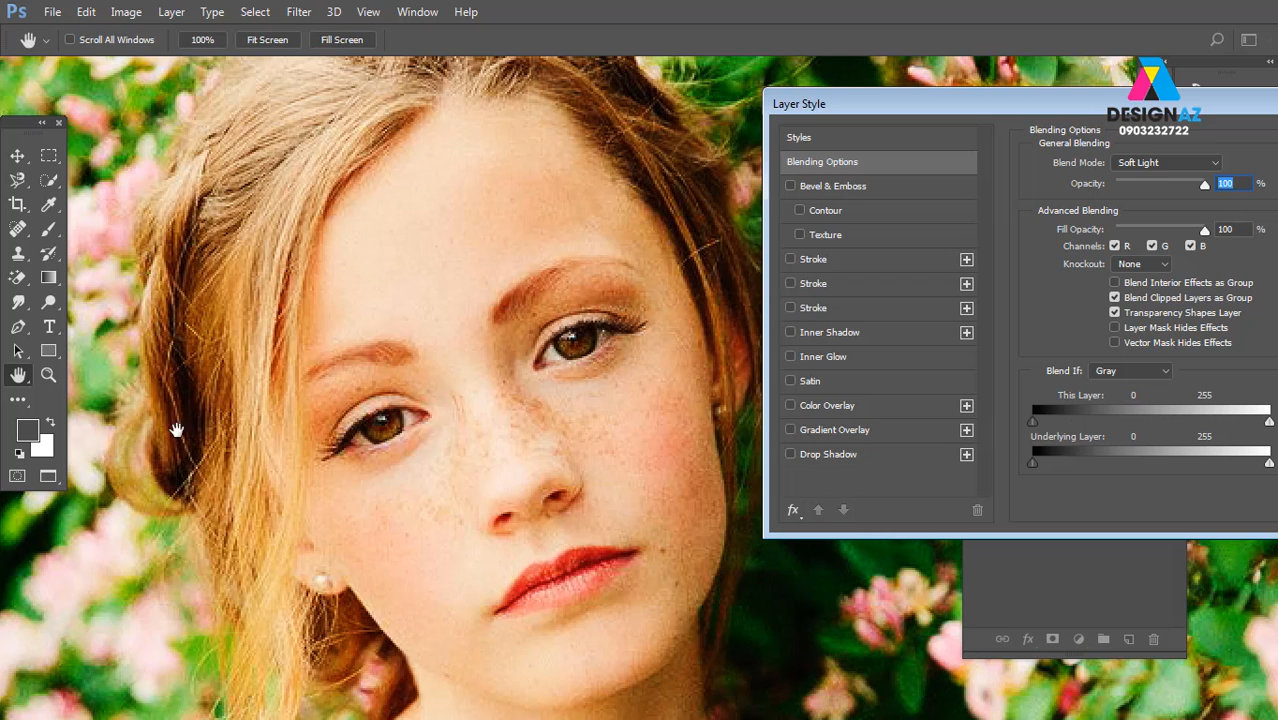 Ps File Edit Image Layer Type Select Filter 3D View Window Help
Scroll All Windows 100% Fit Screen Fill Screen
DESIGNAZ
0903232722
Layer Style
Styles
Blending Options
Bevel & Emboss
Contour
Texture
Stroke
Stroke
Stroke
Inner Shadow
Inner Glow
Satin
Color Overlay
Gradient Overlay
Drop Shadow
fx
Blending Options
General Blending
Blend Mode: Soft Light
Opacity: 100 %
Advanced Blending
Fill Opacity: 100 %
Channels: R G B
Knockout: None
Blend Interior Effects as Group
Blend Clipped Layers as Group
Transparency Shapes Layer
Layer Mask Hides Effects
Vector Mask Hides Effects
Blend If: Gray
This Layer: 0 255
Underlying Layer: 0 255
fx